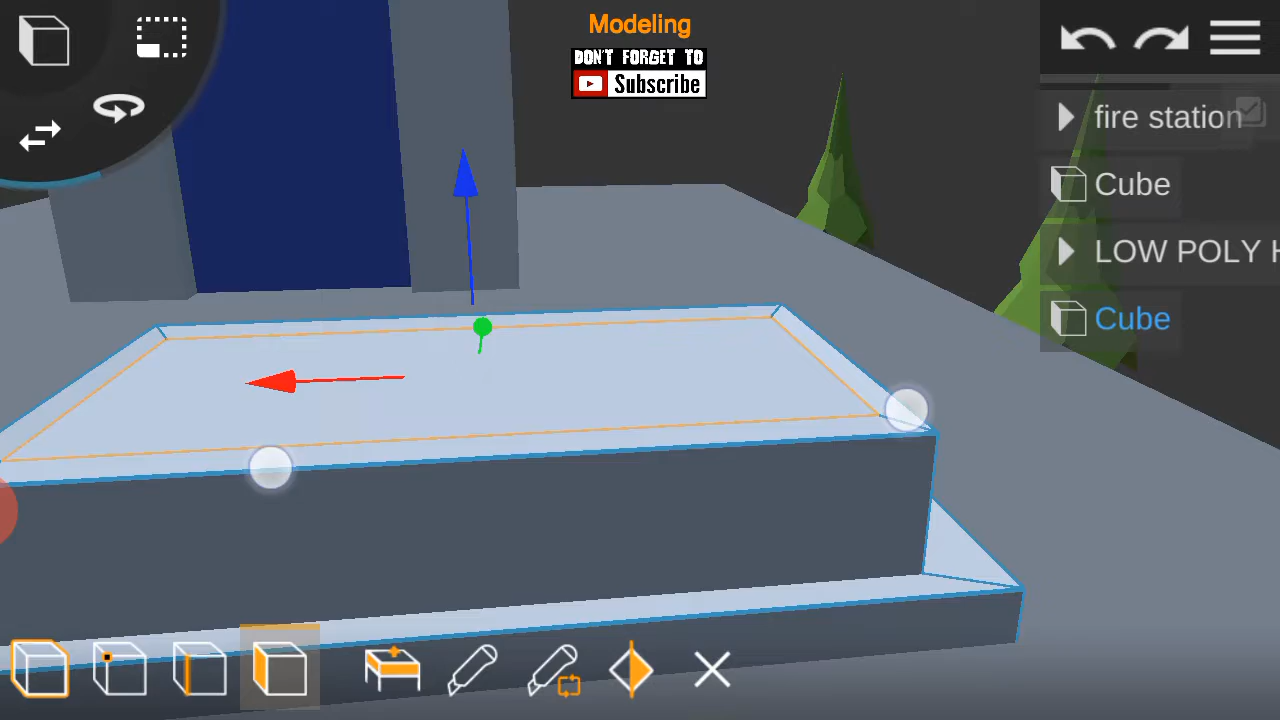 Modeling
DON'T FORGET TO
Subscribe
fire station
Cube
LOW POLY H
Cube